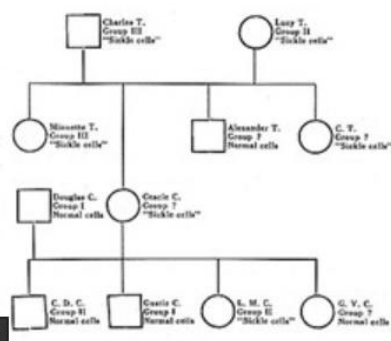 Charles T.
Group III
"Sickle cells"
Lucy T.
Group II
"Sickle cells"
Minnette T.
Group III
"Sickle cells"
Alexander T.
Group ?
Normal cells
C. T.
Group ?
"Sickle cells"
Douglas C.
Group I
Normal cells
Gracie C.
Group ?
"Sickle cells"
C. D. C.
Group II
Normal cells
Gustie C.
Group
Normal cells
L. M. C.
Group II
"Sickle cells"
G. V. C.
Group ?
Normal cells